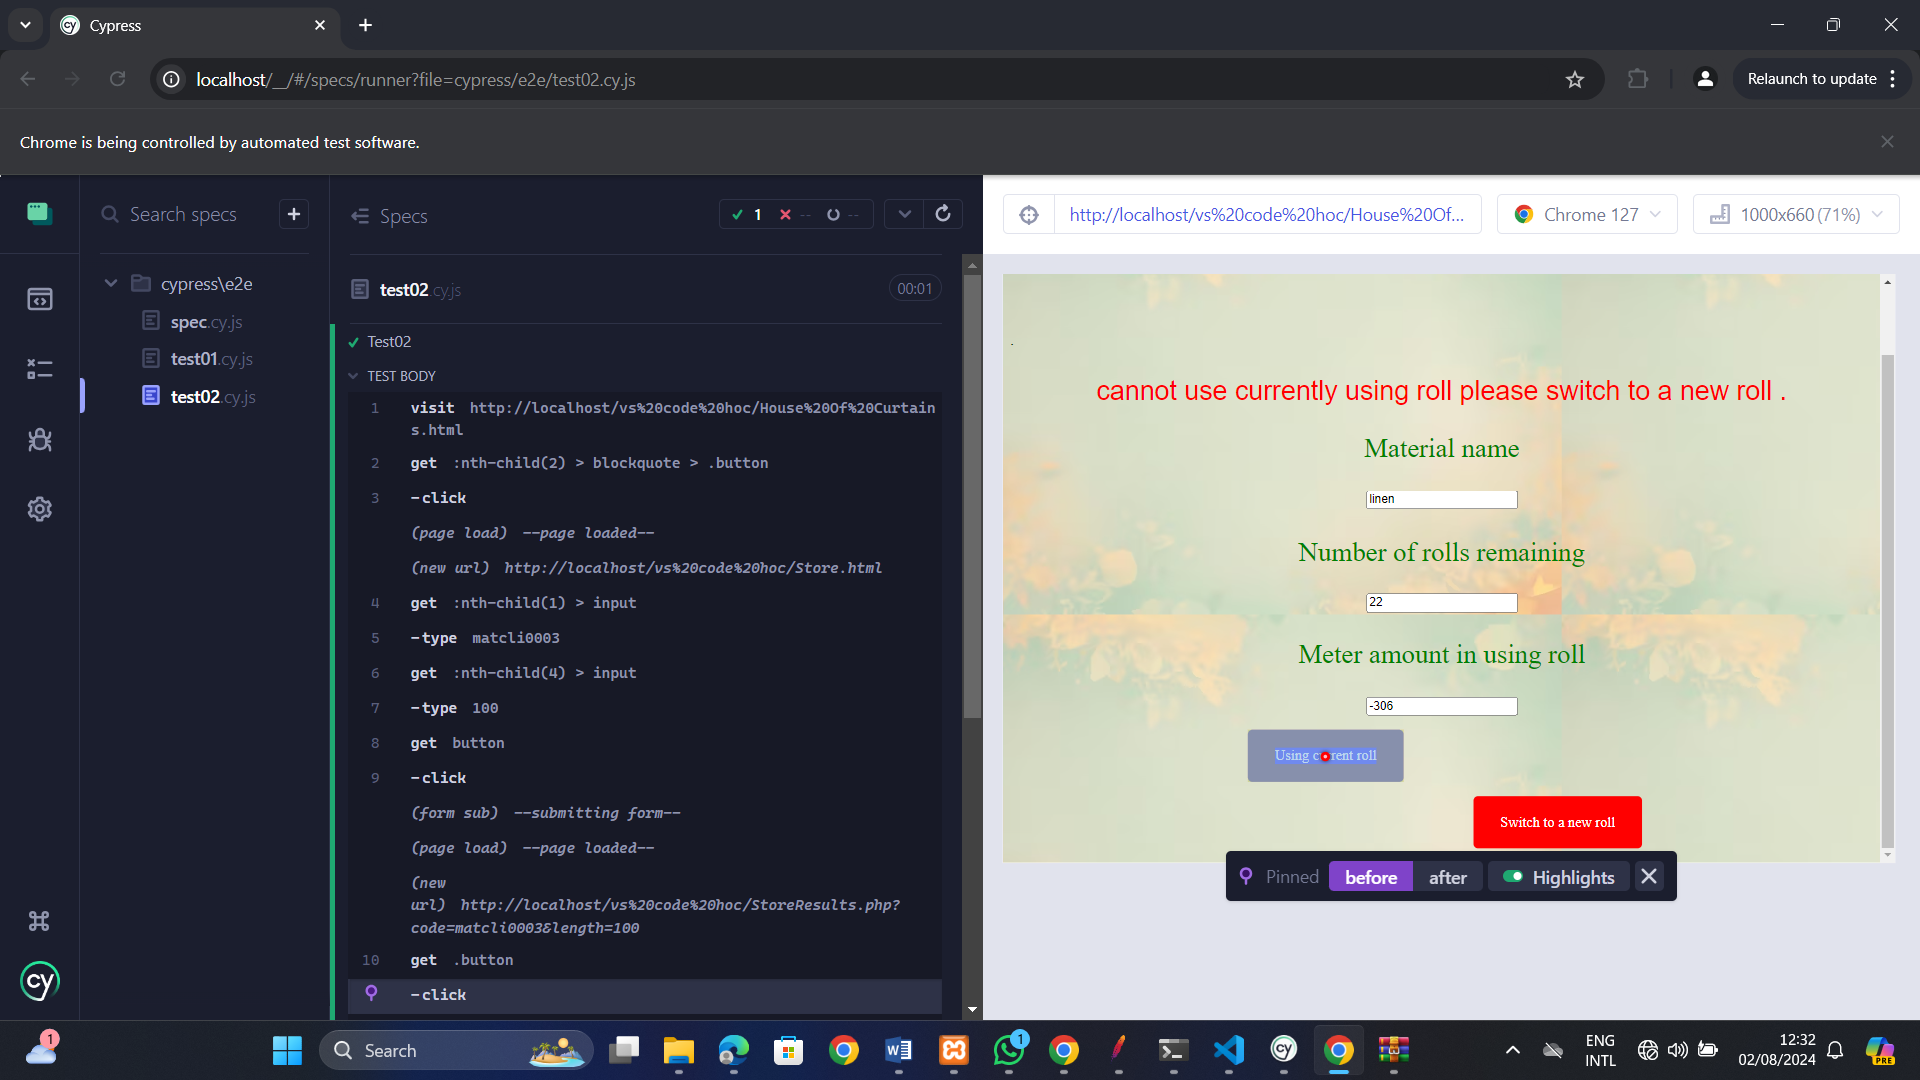 Cypress
localhost/__/#/specs/runner?file=cypress/e2e/test02.cy.js
Relaunch to update
Chrome is being controlled by automated test software.
Search specs
+
Specs
1 -- --
http://localhost/vs%20code%20hoc/House%20Of...
Chrome 127
1000x660 (71%)
cypress\e2e
spec.cy.js
test01.cy.js
test02.cy.js
test02.cy.js
00:01
Test02
TEST BODY
1 visit http://localhost/vs%20code%20hoc/House%20Of%20Curtain
s.html
2 get :nth-child(2) > blockquote > .button
3 -click
(page load) --page loaded--
(new url) http://localhost/vs%20code%20hoc/Store.html
4 get :nth-child(1) > input
5 -type matcli0003
6 get :nth-child(4) > input
7 -type 100
8 get button
9 -click
(form sub) --submitting form--
(page load) --page loaded--
(new
url) http://localhost/vs%20code%20hoc/StoreResults.php?
code=matcli0003&length=100
10 get .button
-click
.
cannot use currently using roll please switch to a new roll .
Material name
linen
Number of rolls remaining
22
Meter amount in using roll
-306
Using current roll
Switch to a new roll
Pinned before after Highlights
cy
1
Search
PRE
1
ENG
INTL
12:32
02/08/2024